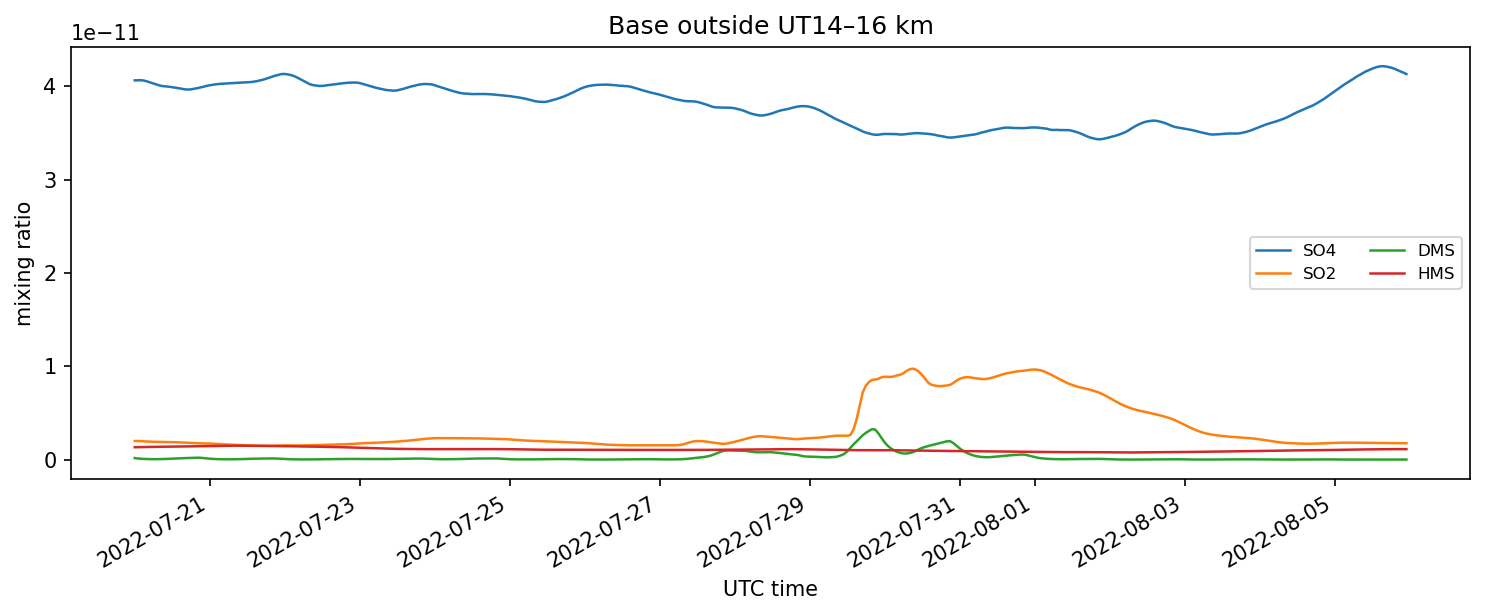 Base outside UT14–16 km
1e−11
4
3
2
1
0
mixing ratio
SO4 DMS
SO2 HMS
2022-07-21 2022-07-23 2022-07-25 2022-07-27 2022-07-29 2022-07-31 2022-08-01 2022-08-03 2022-08-05
UTC time